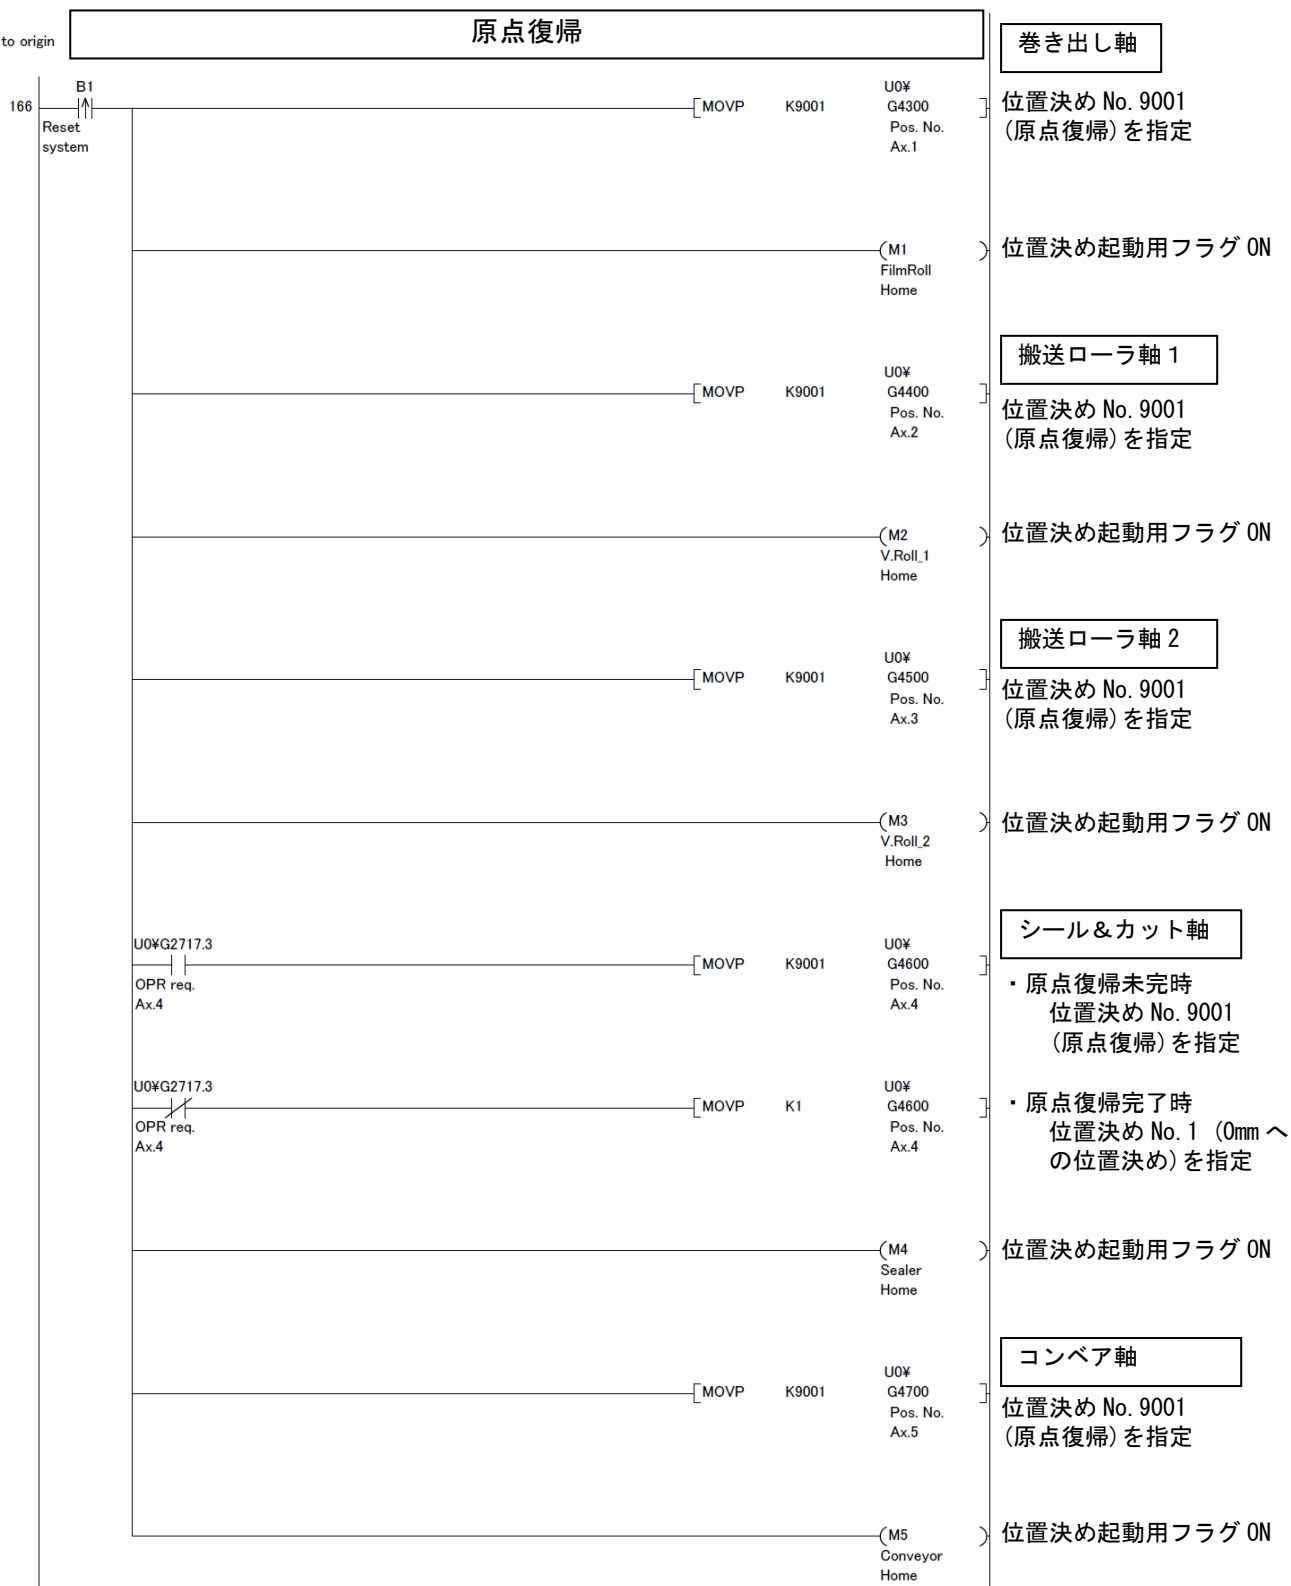 原点復帰
to origin
巻き出し軸
B1
U0¥
166
MOVP K9001 G4300
位置決め No.9001
(原点復帰)を指定
Reset
system
Pos. No.
Ax.1
M1
位置決め起動用フラグ ON
FilmRoll
Home
搬送ローラ軸１
U0¥
MOVP K9001 G4400
Pos. No.
Ax.2
位置決め No.9001
(原点復帰)を指定
M2
位置決め起動用フラグ ON
V.Roll_1
Home
搬送ローラ軸 2
U0¥
MOVP K9001 G4500
Pos. No.
Ax.3
位置決め No.9001
(原点復帰)を指定
M3
位置決め起動用フラグ ON
V.Roll_2
Home
シール＆カット軸
U0¥G2717.3
U0¥
MOVP K9001 G4600
OPR req.
Ax.4
Pos. No.
Ax.4
・原点復帰未完時
位置決め No.9001
(原点復帰)を指定
U0¥G2717.3
U0¥
MOVP K1 G4600
OPR req.
Ax.4
Pos. No.
Ax.4
・原点復帰完了時
位置決め No.1 (0mm へ
の位置決め)を指定
M4
位置決め起動用フラグ ON
Sealer
Home
コンベア軸
U0¥
MOVP K9001 G4700
Pos. No.
Ax.5
位置決め No.9001
(原点復帰)を指定
M5
位置決め起動用フラグ ON
Conveyor
Home